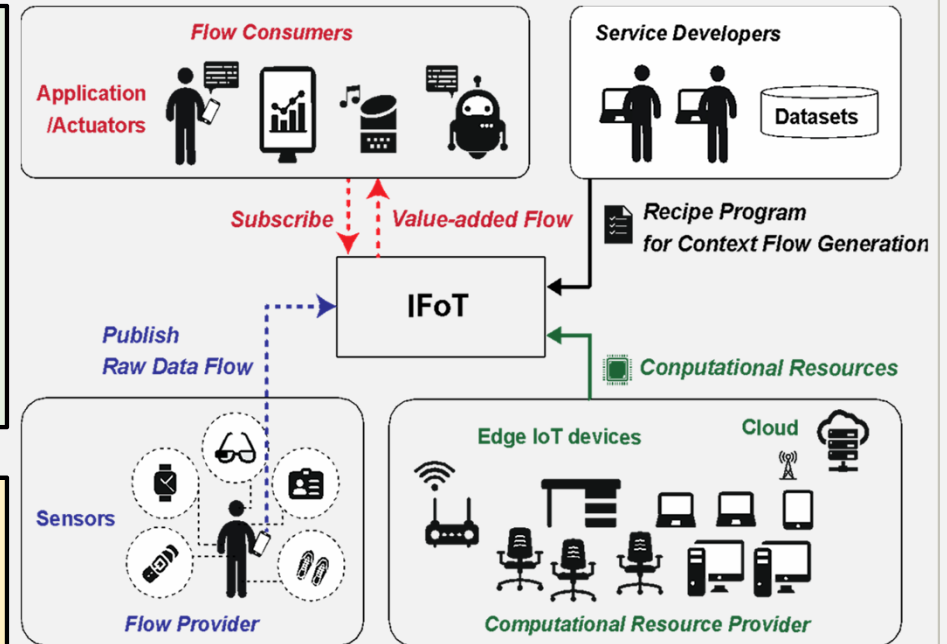 Flow Consumers
Application
/Actuators
Service Developers
Datasets
Subscribe
Value-added Flow
Recipe Program
for Context Flow Generation
IFoT
Publish
Raw Data Flow
Conputational Resources
Edge IoT devices
Cloud
Sensors
Flow Provider
Computational Resource Provider